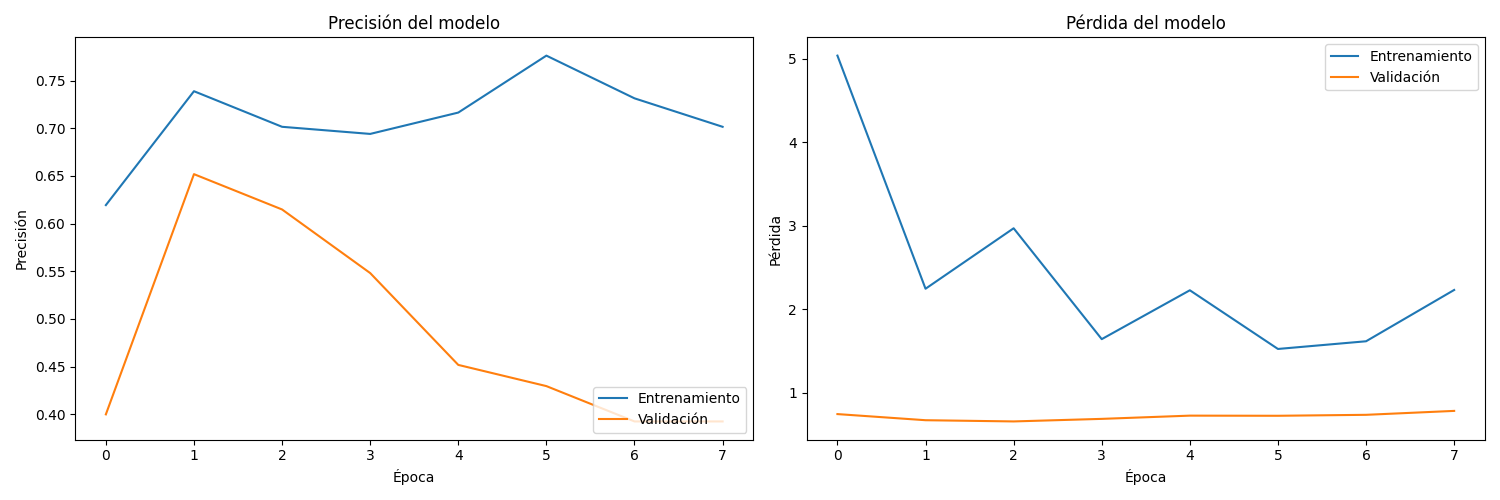 Precisión del modelo
Precisión
0.75
0.70
0.65
0.60
0.55
0.50
0.45
0.40
0 1 2 3 4 5 6 7
Época
Entrenamiento
Validación
Pérdida del modelo
Pérdida
5
4
3
2
1
0 1 2 3 4 5 6 7
Época
Entrenamiento
Validación